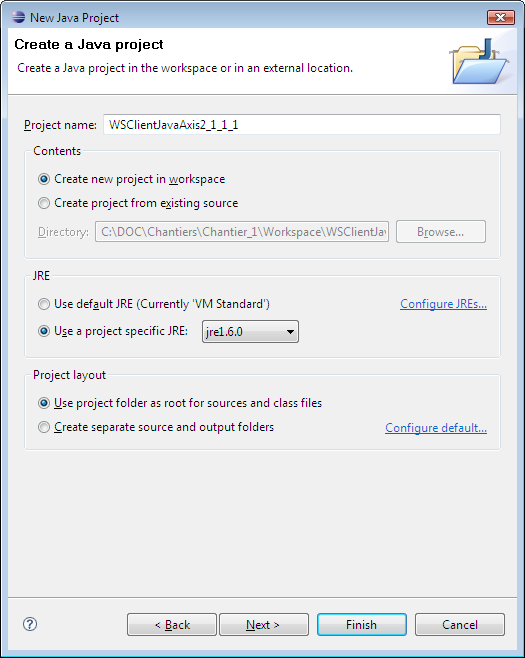 New Java Project
Create a Java project
Create a Java project in the workspace or in an external location.
Project name: WSClientJavaAxis2_1_1_1
Contents
Create new project in workspace
Create project from existing source
Directory: C:\DOC\Chantiers\Chantier_1\Workspace\WSClientJav Browse...
JRE
Use default JRE (Currently 'VM Standard') Configure JREs...
Use a project specific JRE: jre1.6.0
Project layout
Use project folder as root for sources and class files
Create separate source and output folders Configure default...
? < Back Next > Finish Cancel